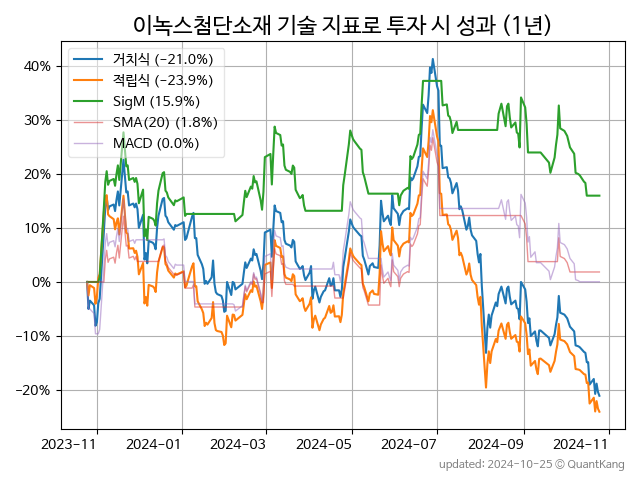 이녹스첨단소재 기술 지표로 투자 시 성과 (1년)
거치식 (−21.0%)
적립식 (−23.9%)
SigM (15.9%)
SMA(20) (1.8%)
MACD (0.0%)
40%
30%
20%
10%
0%
−10%
−20%
2023−11 2024−01 2024−03 2024−05 2024−07 2024−09 2024−11
updated: 2024-10-25 © QuantKang